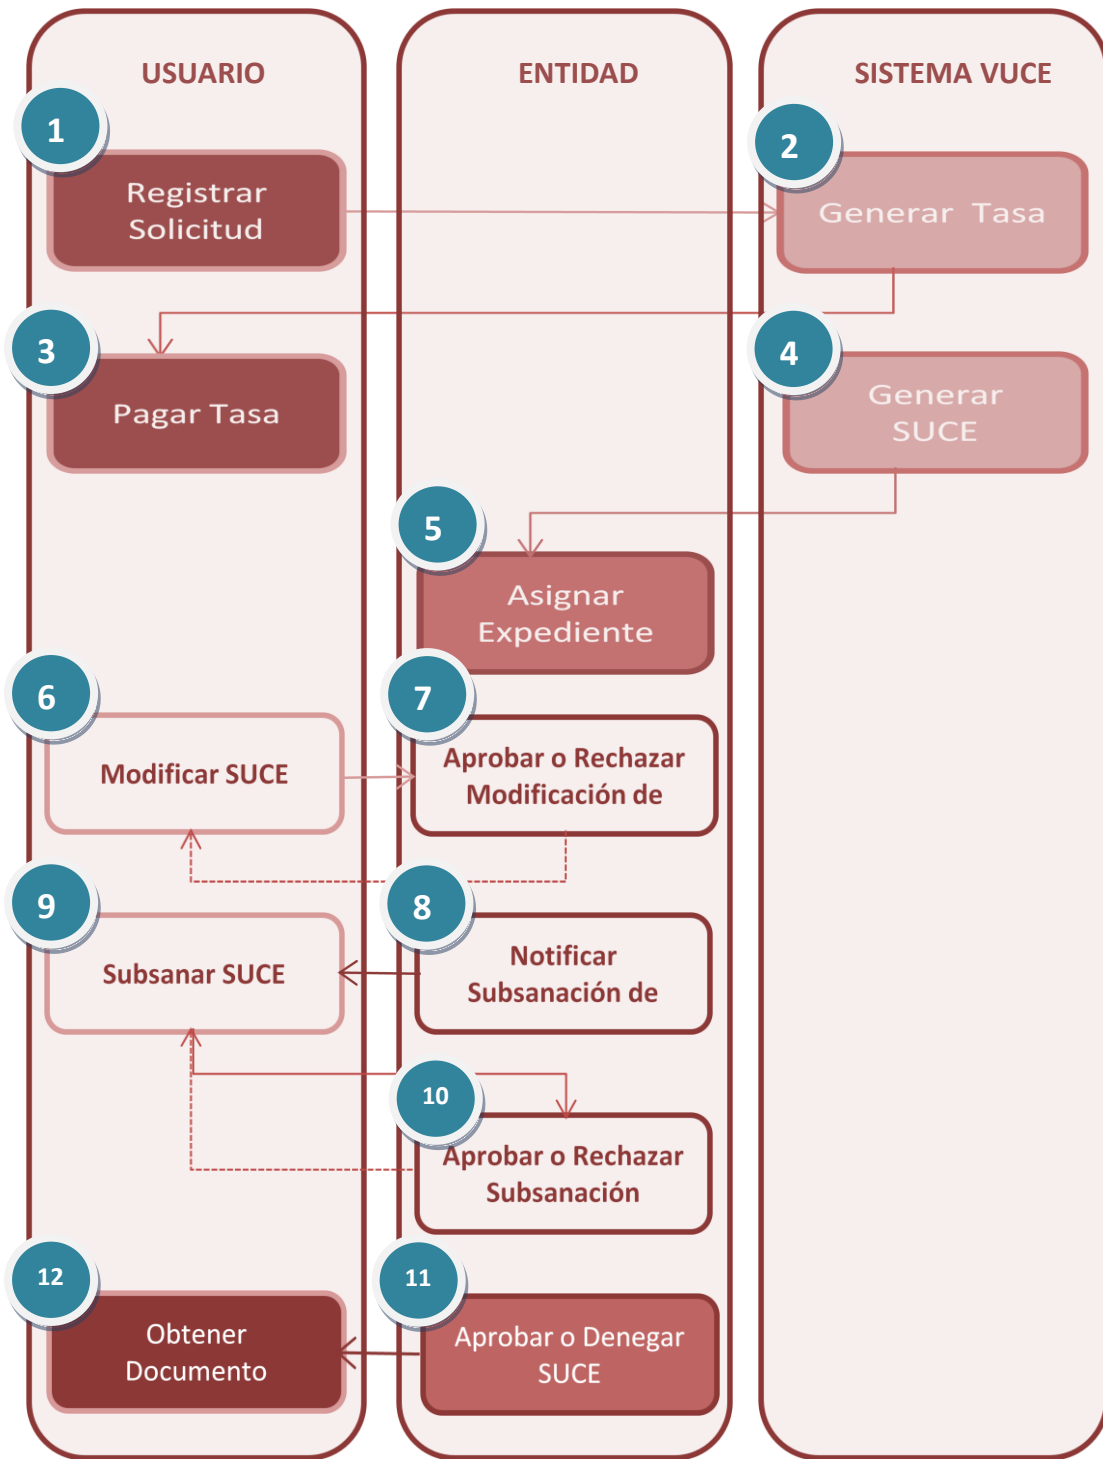 USUARIO
ENTIDAD
SISTEMA VUCE
1
Registrar
Solicitud
2
Generar Tasa
3
Pagar Tasa
4
Generar
SUCE
5
Asignar
Expediente
6
Modificar SUCE
7
Aprobar o Rechazar
Modificación de
8
Notificar
Subsanación de
9
Subsanar SUCE
10
Aprobar o Rechazar
Subsanación
11
Aprobar o Denegar
SUCE
12
Obtener
Documento